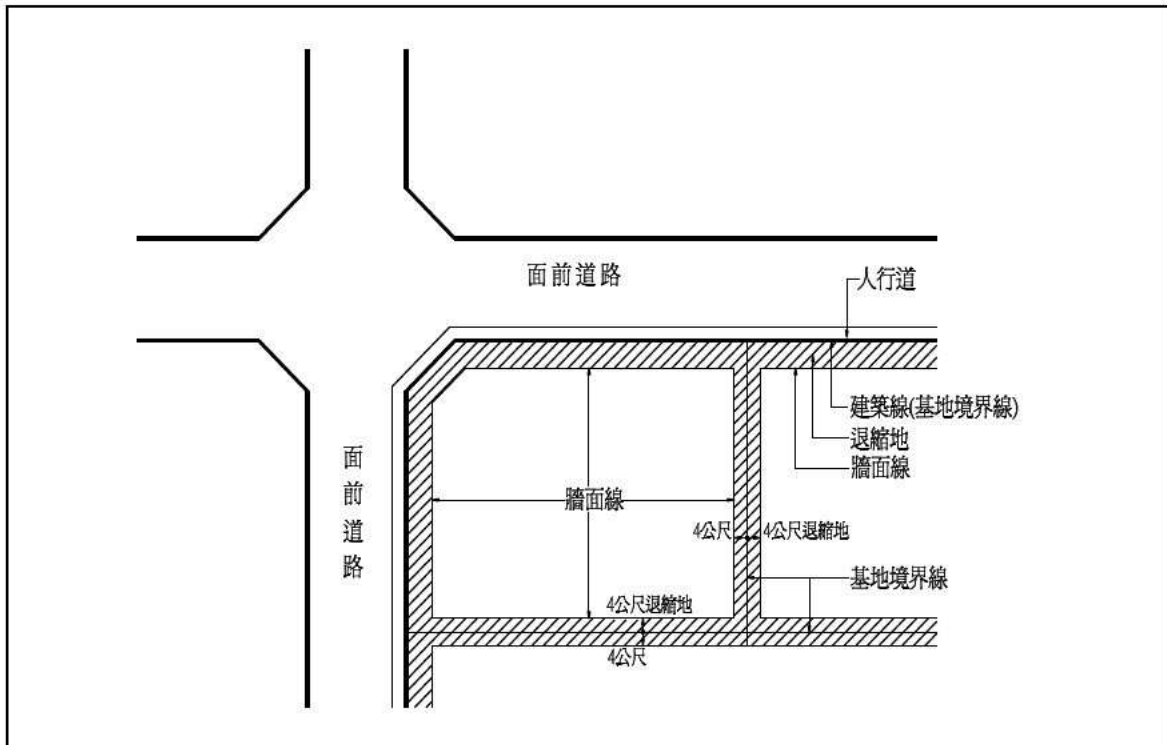 面前道路
人行道
建築線(基地境界線)
退縮地
牆面線
面前道路
牆面線
4公尺
4公尺退縮地
基地境界線
4公尺退縮地
4公尺